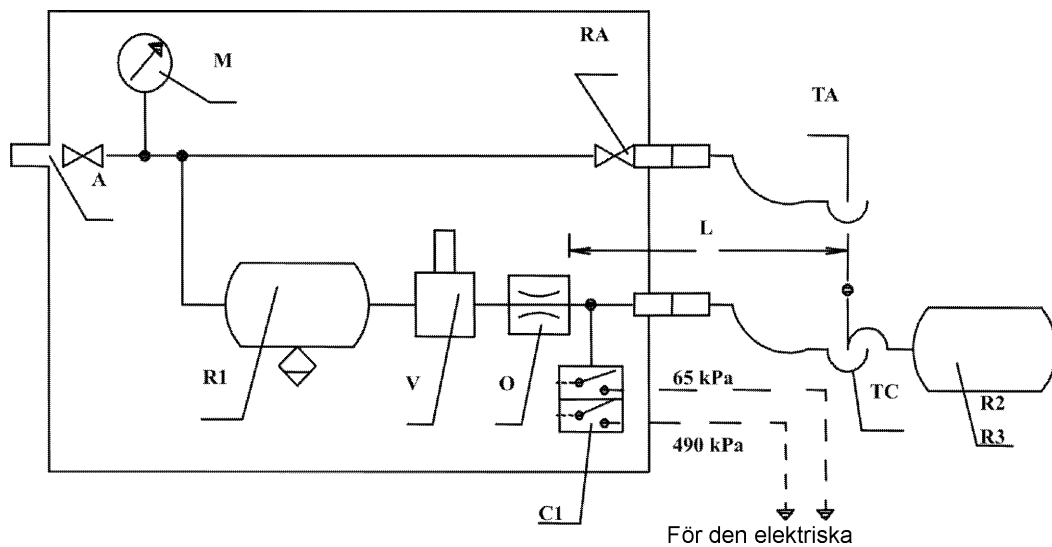 RA
M
TA
A
L
R1
V
O
65 kPa
TC
R2
R3
490 kPa
C1
För den elektriska